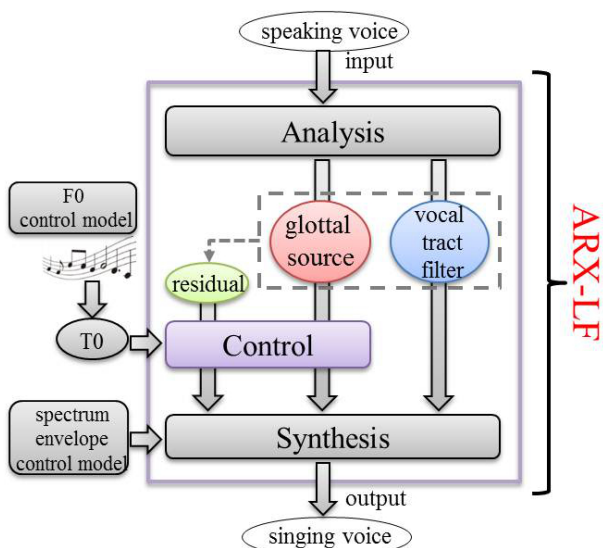 speaking voice
input
Analysis
F0
control model
glottal
source
vocal
tract
filter
residual
T0
Control
spectrum
envelope
control model
Synthesis
output
singing voice
ARX-LF